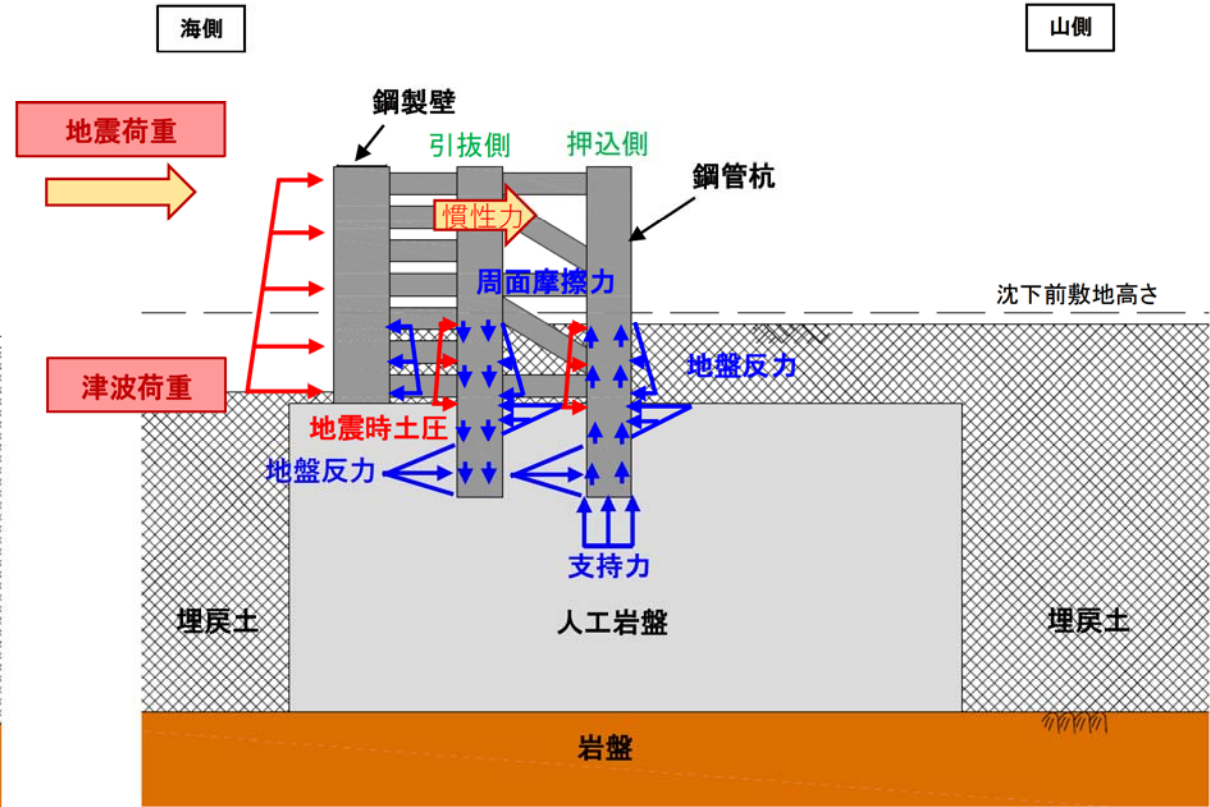 海側
山側
地震荷重
鋼製壁
引抜側
押込側
鋼管杭
慣性力
周面摩擦力
沈下前敷地高さ
津波荷重
地盤反力
地震時土圧
地盤反力
支持力
埋戻土
人工岩盤
埋戻土
岩盤